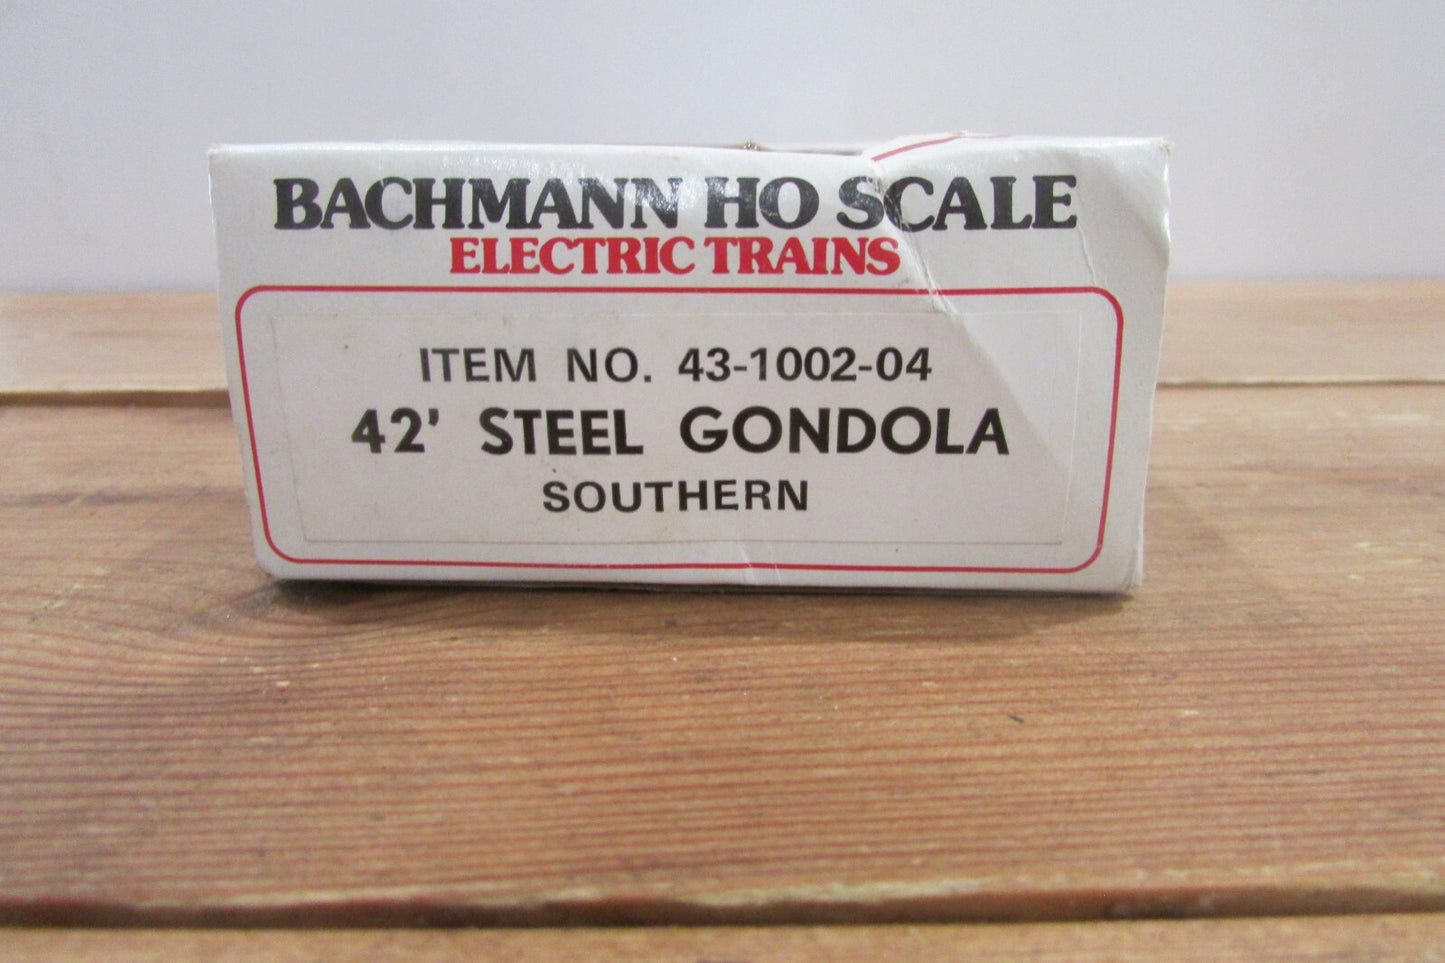 BACHMANN HO SCALE
ELECTRIC TRAINS
ITEM NO. 43-1002-04
42' STEEL GONDOLA
SOUTHERN